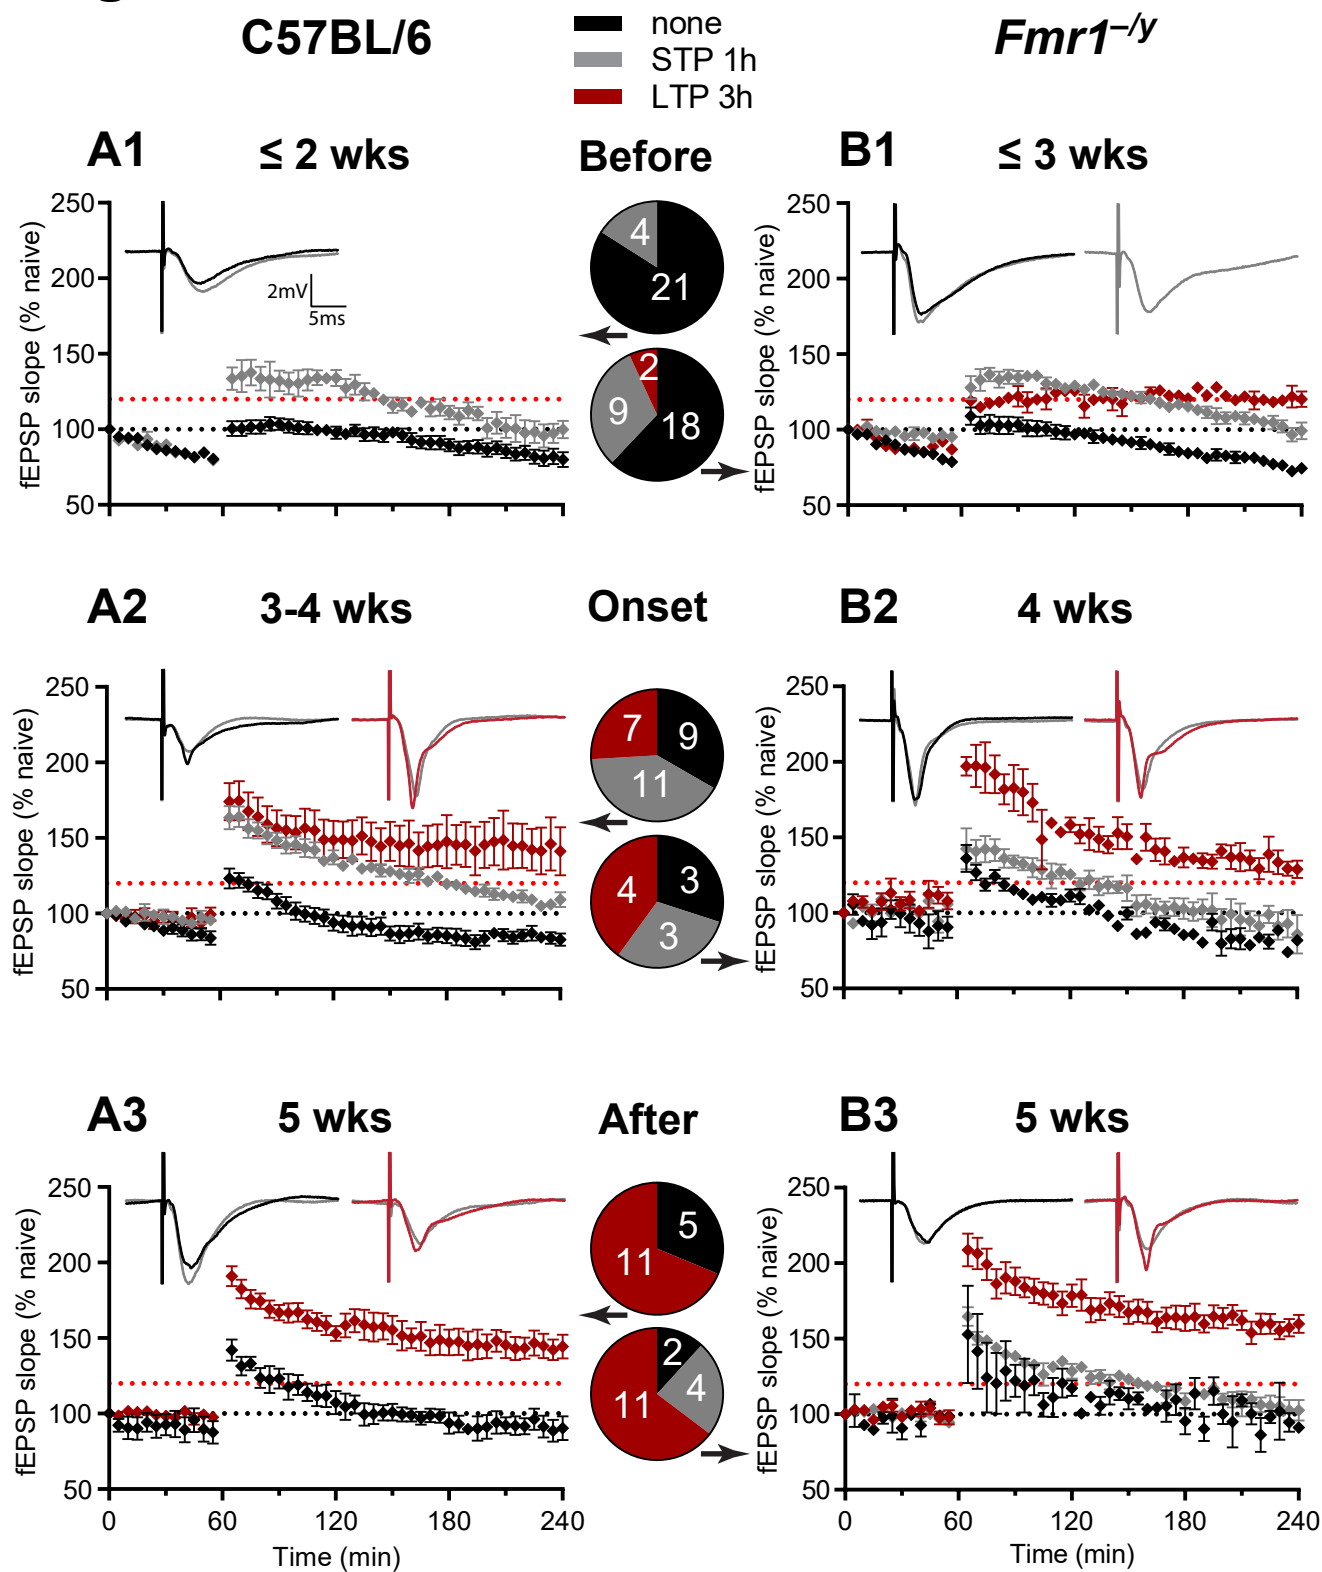 C57BL/6
none
STP 1h
LTP 3h
Fmr1–/y
A1
≤ 2 wks
Before
B1
≤ 3 wks
fEPSP slope (% naive)
250
200
150
100
50
2mV
5ms
4
21
2
9
18
fEPSP slope (% naive)
250
200
150
100
50
A2
3-4 wks
Onset
B2
4 wks
fEPSP slope (% naive)
250
200
150
100
50
7
9
11
4
3
3
fEPSP slope (% naive)
250
200
150
100
50
A3
5 wks
After
B3
5 wks
fEPSP slope (% naive)
250
200
150
100
50
0
60
120
180
240
Time (min)
5
11
2
4
11
fEPSP slope (% naive)
250
200
150
100
50
0
60
120
180
240
Time (min)